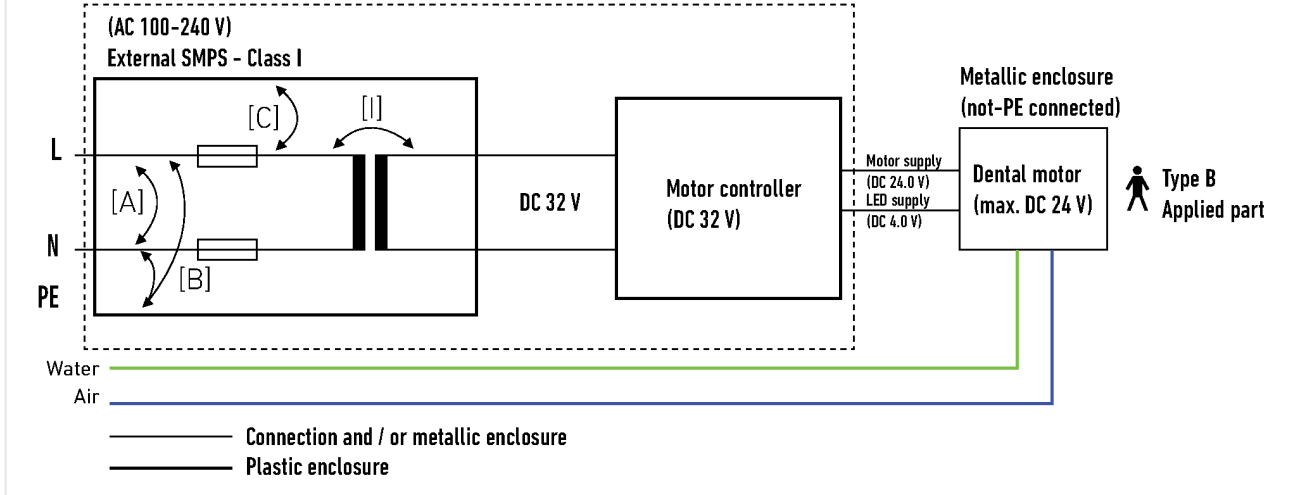 (AC 100-240 V)
External SMPS - Class I
[C]
[I]
L
[A]
N
[B]
PE
DC 32 V
Motor controller
(DC 32 V)
Motor supply
(DC 24.0 V)
LED supply
(DC 4.0 V)
Metallic enclosure
(not-PE connected)
Dental motor
(max. DC 24 V)
Type B
Applied part
Water
Air
Connection and / or metallic enclosure
Plastic enclosure